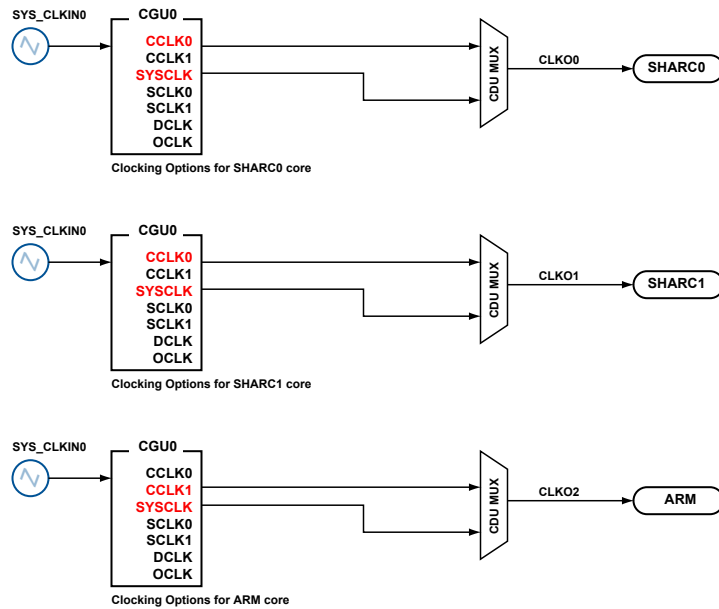 SYS_CLKIN0
CGU0
CCLK0
CCLK1
SYSCLK
SCLK0
SCLK1
DCLK
OCLK
CDU MUX
CLKO0
SHARC0
Clocking Options for SHARC0 core
SYS_CLKIN0
CGU0
CCLK0
CCLK1
SYSCLK
SCLK0
SCLK1
DCLK
OCLK
CDU MUX
CLKO1
SHARC1
Clocking Options for SHARC1 core
SYS_CLKIN0
CGU0
CCLK0
CCLK1
SYSCLK
SCLK0
SCLK1
DCLK
OCLK
CDU MUX
CLKO2
ARM
Clocking Options for ARM core